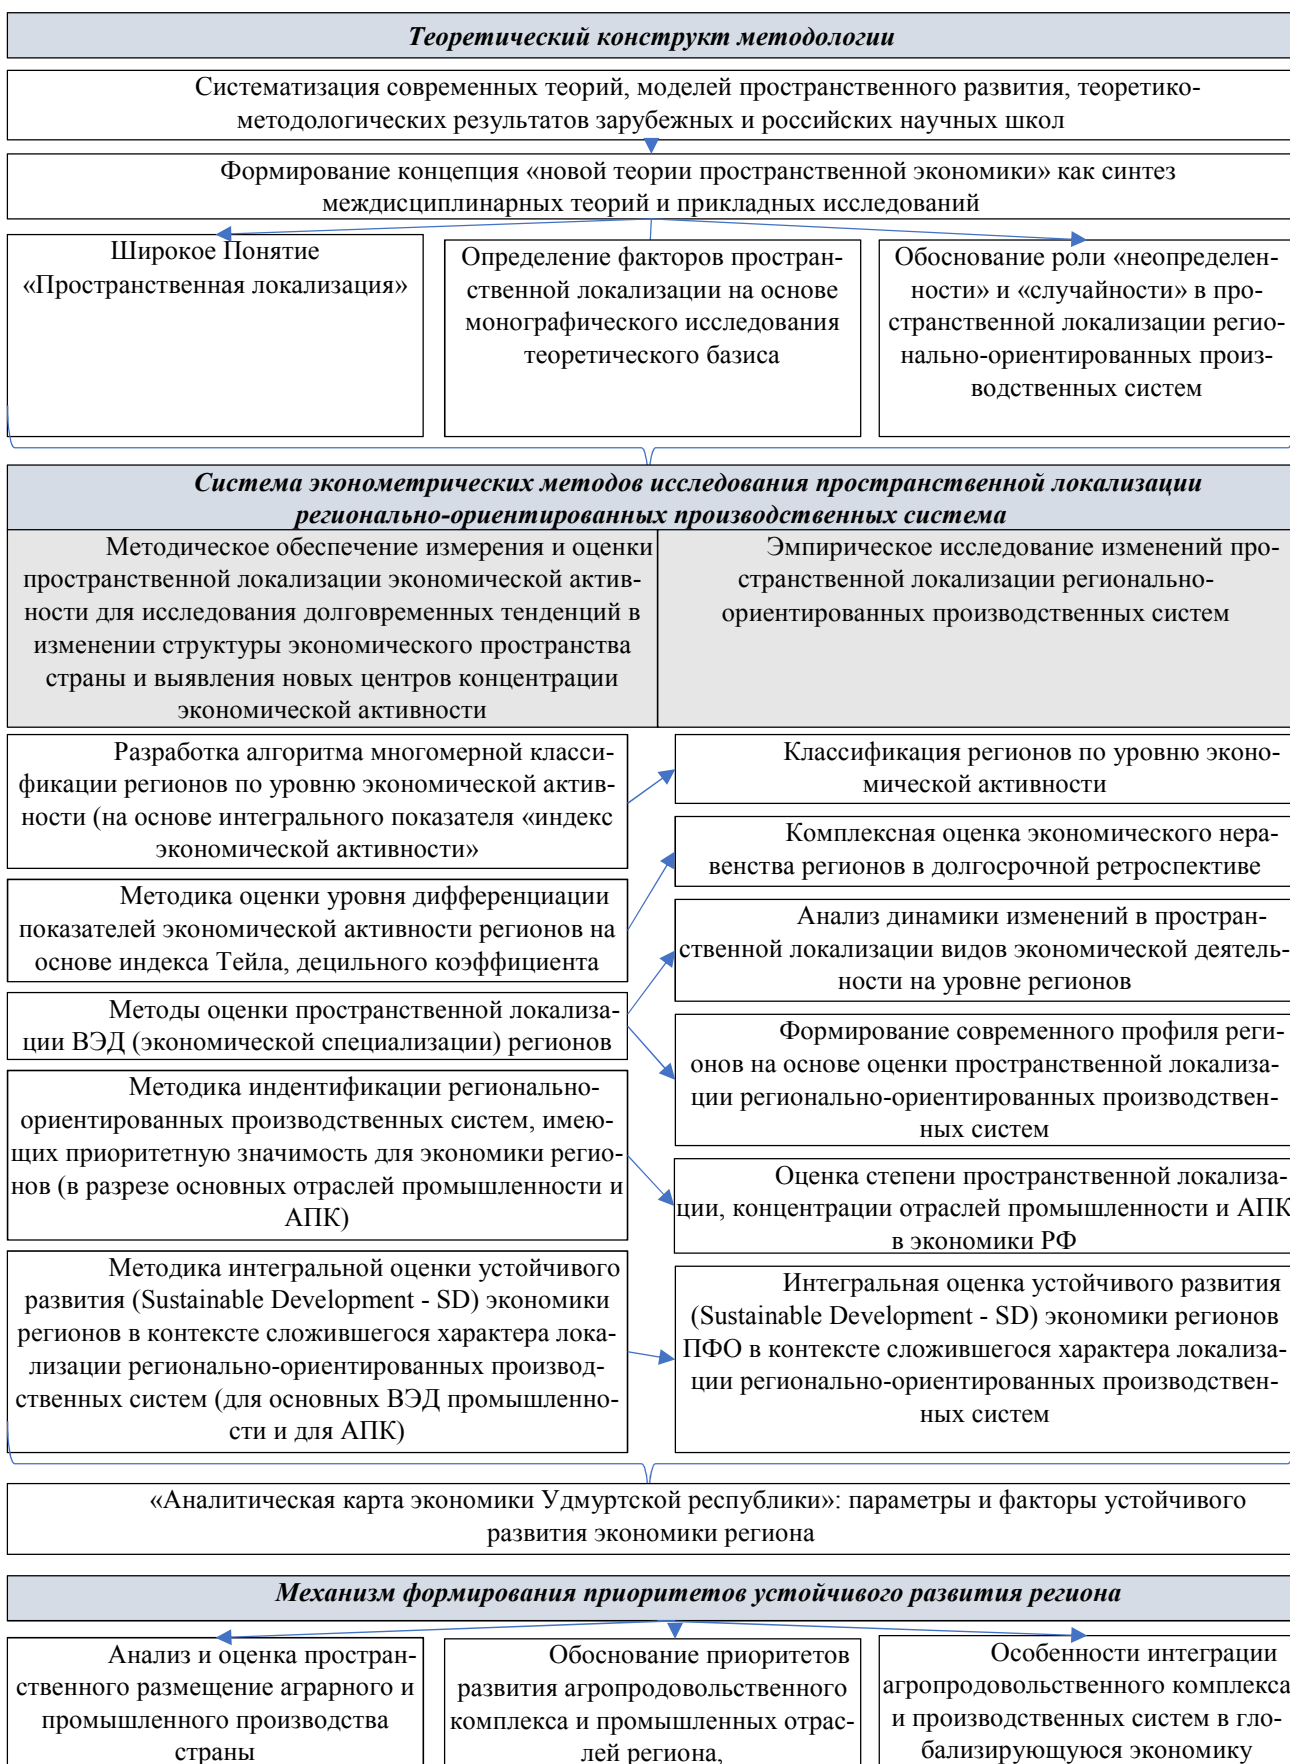 Теоретический конструкт методологии
Систематизация современных теорий, моделей пространственного развития, теоретико-
методологических результатов зарубежных и российских научных школ
Формирование концепция «новой теории пространственной экономики» как синтез
междисциплинарных теорий и прикладных исследований
Широкое Понятие
«Пространственная локализация»
Определение факторов простран-
ственной локализации на основе
монографического исследования
теоретического базиса
Обоснование роли «неопределен-
ности» и «случайности» в про-
странственной локализации регио-
нально-ориентированных произ-
водственных систем
Система эконометрических методов исследования пространственной локализации
регионально-ориентированных производственных система
Методическое обеспечение измерения и оценки
пространственной локализации экономической актив-
ности для исследования долговременных тенденций в
изменении структуры экономического пространства
страны и выявления новых центров концентрации
экономической активности
Эмпирическое исследование изменений про-
странственной локализации регионально-
ориентированных производственных систем
Разработка алгоритма многомерной класси-
фикации регионов по уровню экономической актив-
ности (на основе интегрального показателя «индекс
экономической активности»
Классификация регионов по уровню эконо-
мической активности
Комплексная оценка экономического нера-
венства регионов в долгосрочной ретроспективе
Методика оценки уровня дифференциации
показателей экономической активности регионов на
основе индекса Тейла, децильного коэффициента
Анализ динамики изменений в простран-
ственной локализации видов экономической деятель-
ности на уровне регионов
Методы оценки пространственной локализа-
ции ВЭД (экономической специализации) регионов
Формирование современного профиля реги-
онов на основе оценки пространственной локализа-
ции регионально-ориентированных производствен-
ных систем
Методика индентификации регионально-
ориентированных производственных систем, имею-
щих приоритетную значимость для экономики регио-
нов (в разрезе основных отраслей промышленности и
АПК)
Оценка степени пространственной локализа-
ции, концентрации отраслей промышленности и АПК
в экономики РФ
Методика интегральной оценки устойчивого
развития (Sustainable Development - SD) экономики
регионов в контексте сложившегося характера лока-
лизации регионально-ориентированных производ-
ственных систем (для основных ВЭД промышленно-
сти и для АПК)
Интегральная оценка устойчивого развития
(Sustainable Development - SD) экономики регионов
ПФО в контексте сложившегося характера локализа-
ции регионально-ориентированных производствен-
ных систем
«Аналитическая карта экономики Удмуртской республики»: параметры и факторы устойчивого
развития экономики региона
Механизм формирования приоритетов устойчивого развития региона
Анализ и оценка простран-
ственного размещение аграрного и
промышленного производства
страны
Обоснование приоритетов
развития агропродовольственного
комплекса и промышленных отрас-
лей региона,
Особенности интеграции
агропродовольственного комплекса
и производственных систем в гло-
бализирующуюся экономику